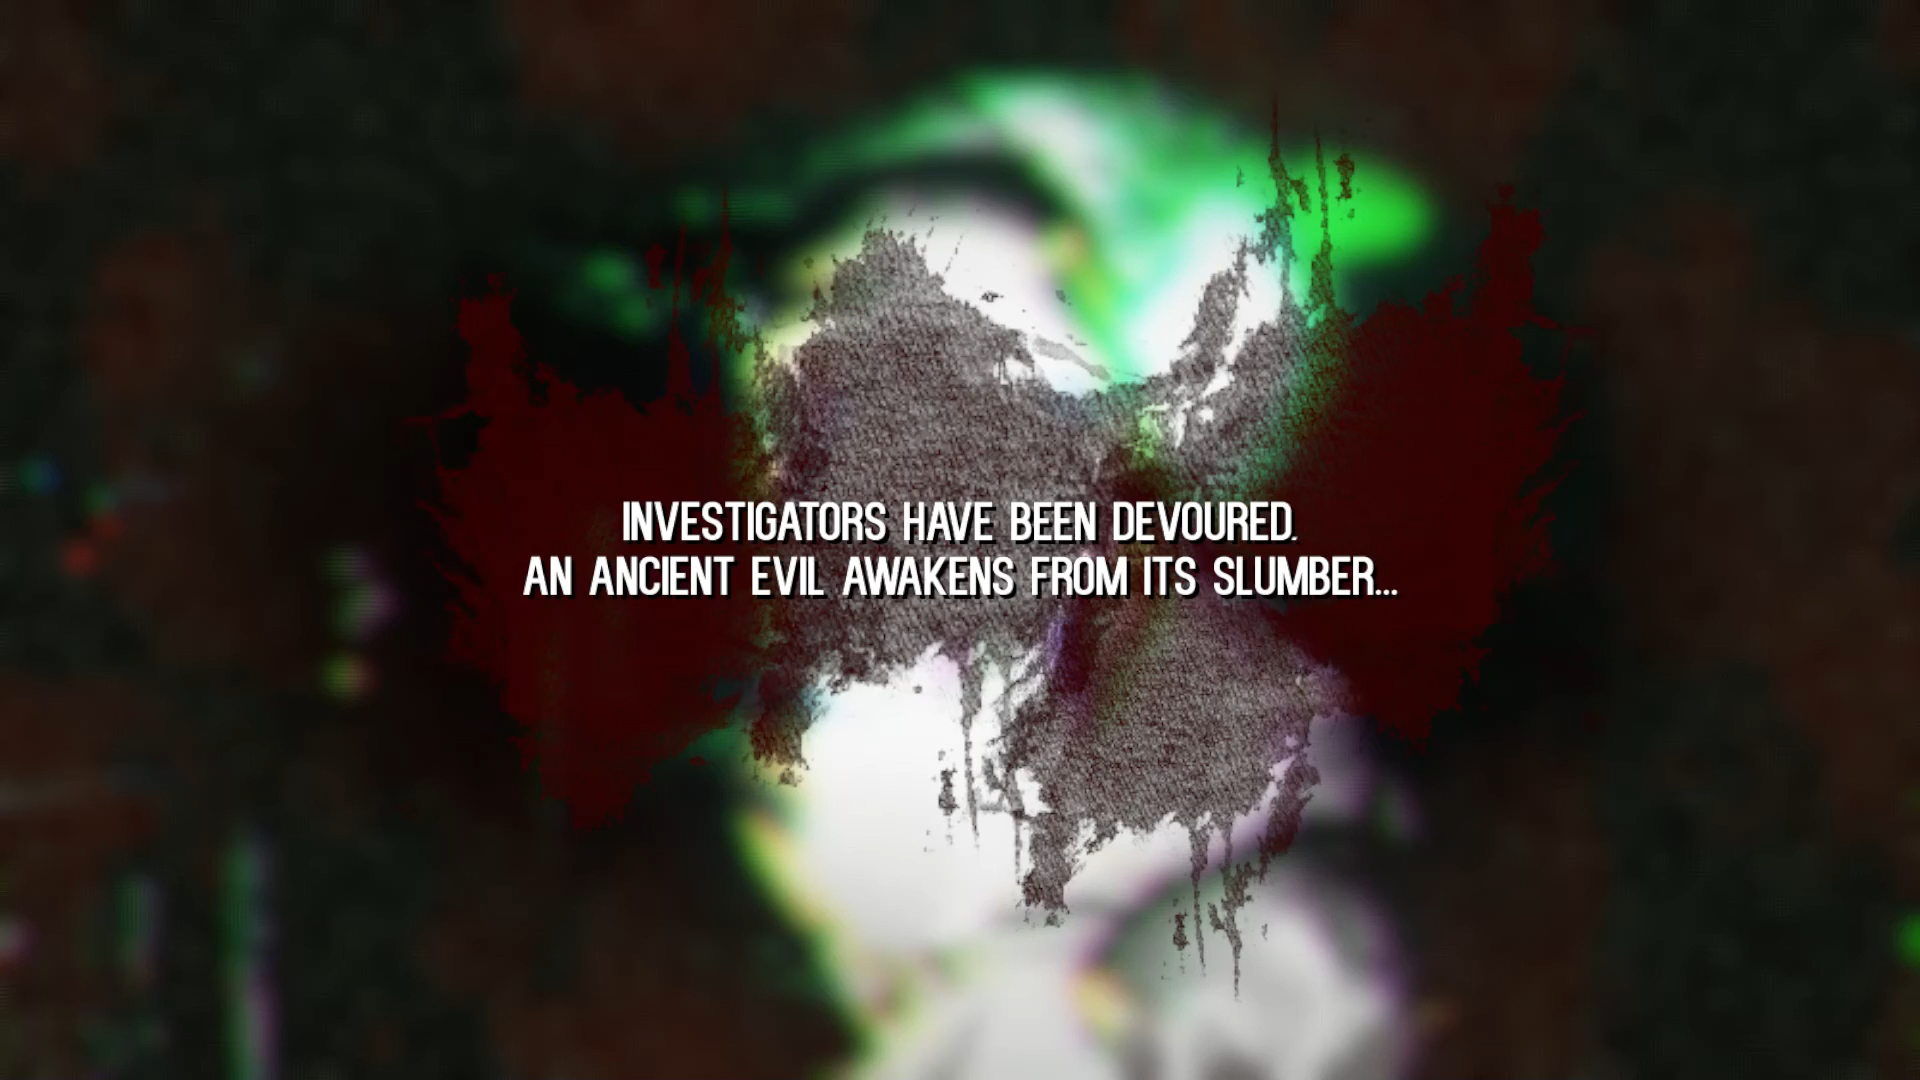 INVESTIGATORS HAVE BEEN DEVOURED.
AN ANCIENT EVIL AWAKENS FROM ITS SLUMBER...